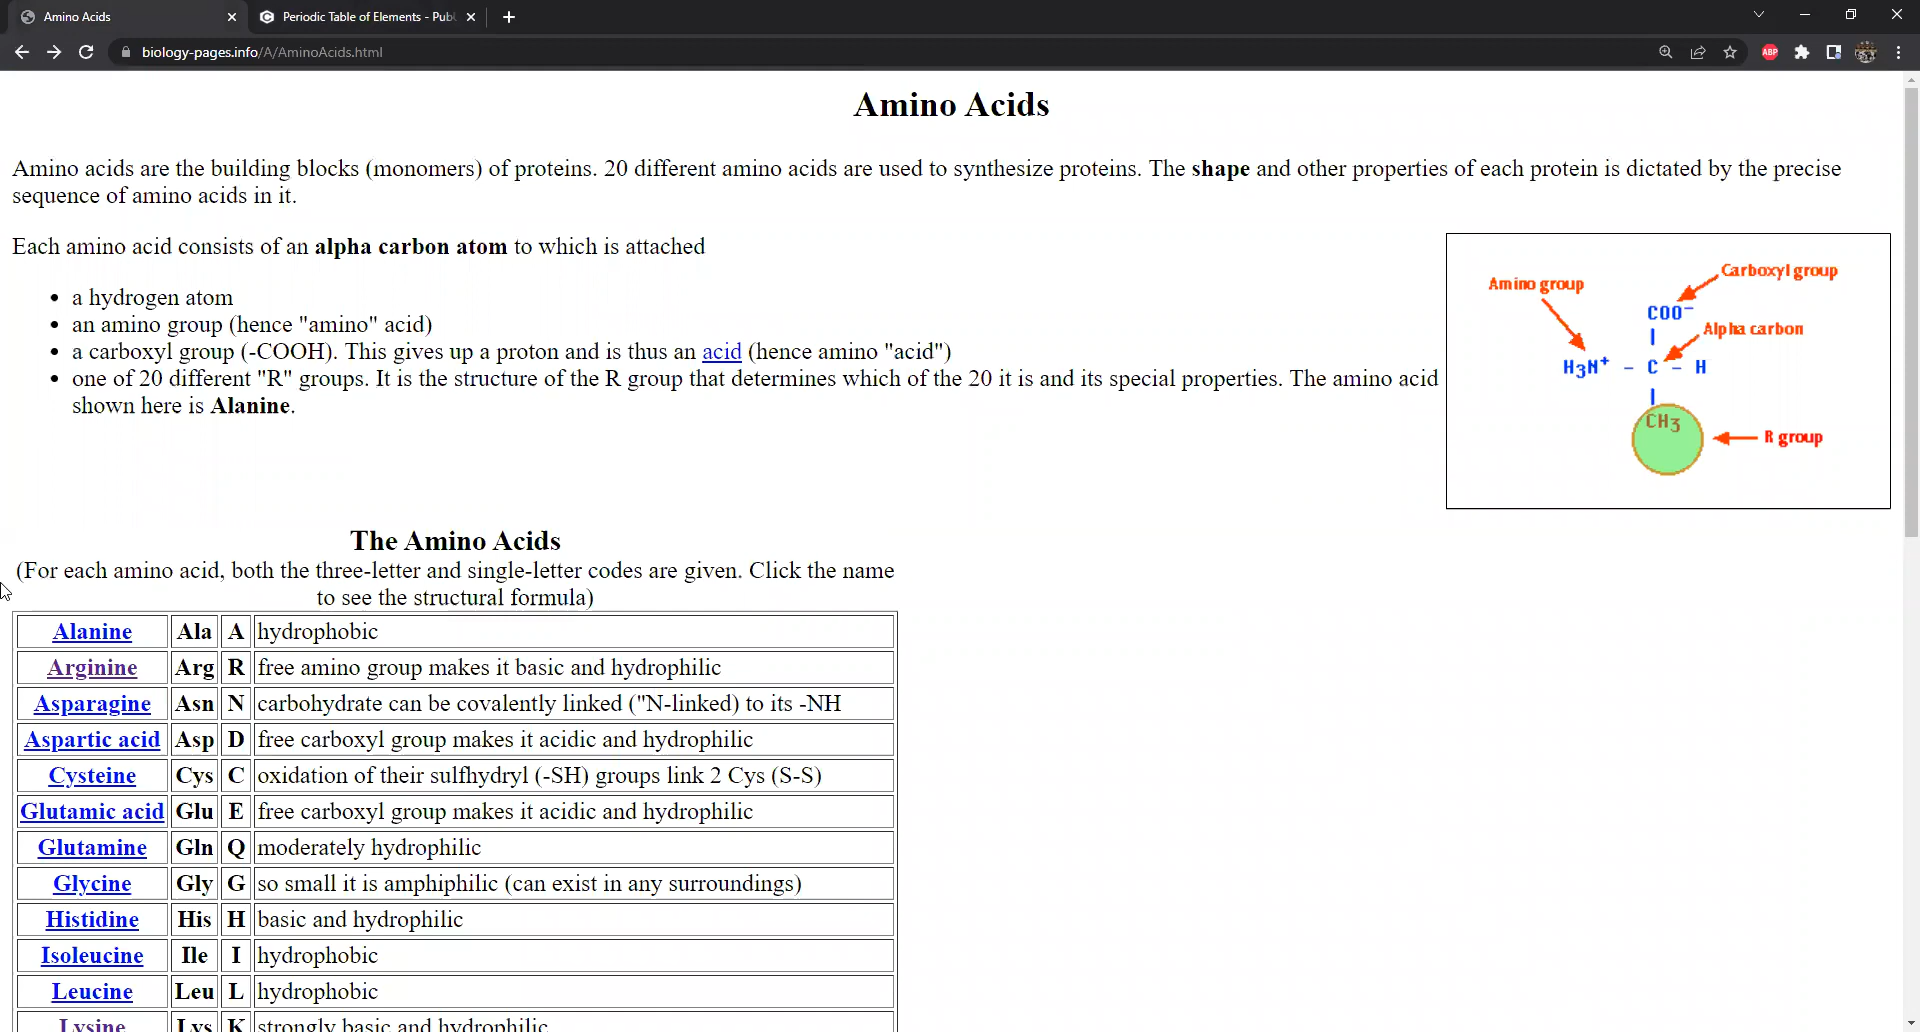 Amino Acids
Periodic Table of Elements - Pub
biology-pages.info/A/AminoAcids.html
ABP
Amino Acids
Amino acids are the building blocks (monomers) of proteins. 20 different amino acids are used to synthesize proteins. The shape and other properties of each protein is dictated by the precise
sequence of amino acids in it.
Each amino acid consists of an alpha carbon atom to which is attached
• a hydrogen atom
• an amino group (hence "amino" acid)
• a carboxyl group (-COOH). This gives up a proton and is thus an acid (hence amino "acid")
• one of 20 different "R" groups. It is the structure of the R group that determines which of the 20 it is and its special properties. The amino acid
shown here is Alanine.
Carboxyl group
Amino group
COO⁻
Alpha carbon
H₃N⁺ – C – H
CH₃
R group
The Amino Acids
(For each amino acid, both the three-letter and single-letter codes are given. Click the name
to see the structural formula)
Alanine Ala A hydrophobic
Arginine Arg R free amino group makes it basic and hydrophilic
Asparagine Asn N carbohydrate can be covalently linked ("N-linked) to its -NH
Aspartic acid Asp D free carboxyl group makes it acidic and hydrophilic
Cysteine Cys C oxidation of their sulfhydryl (-SH) groups link 2 Cys (S-S)
Glutamic acid Glu E free carboxyl group makes it acidic and hydrophilic
Glutamine Gln Q moderately hydrophilic
Glycine Gly G so small it is amphiphilic (can exist in any surroundings)
Histidine His H basic and hydrophilic
Isoleucine Ile I hydrophobic
Leucine Leu L hydrophobic
Lysine Lys K strongly basic and hydrophilic